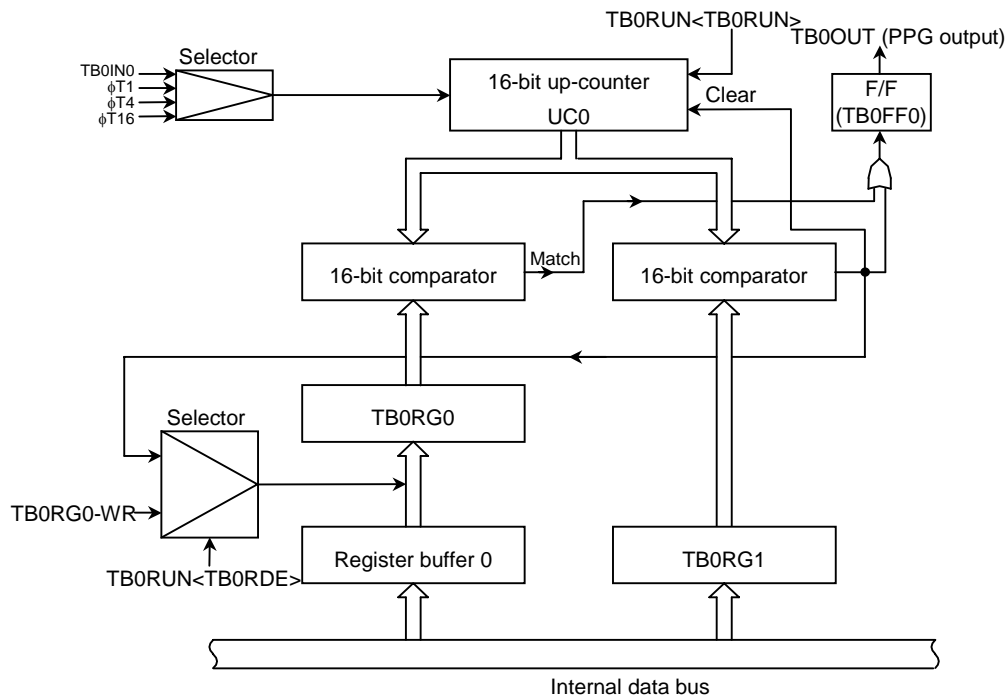 TB0RUN<TB0RUN>
TB0OUT (PPG output)
Selector
TB0IN0
ϕT1
ϕT4
ϕT16
16-bit up-counter
UC0
Clear
F/F
(TB0FF0)
16-bit comparator
Match
16-bit comparator
TB0RG0
Selector
TB0RG0-WR
TB0RUN<TB0RDE>
Register buffer 0
TB0RG1
Internal data bus